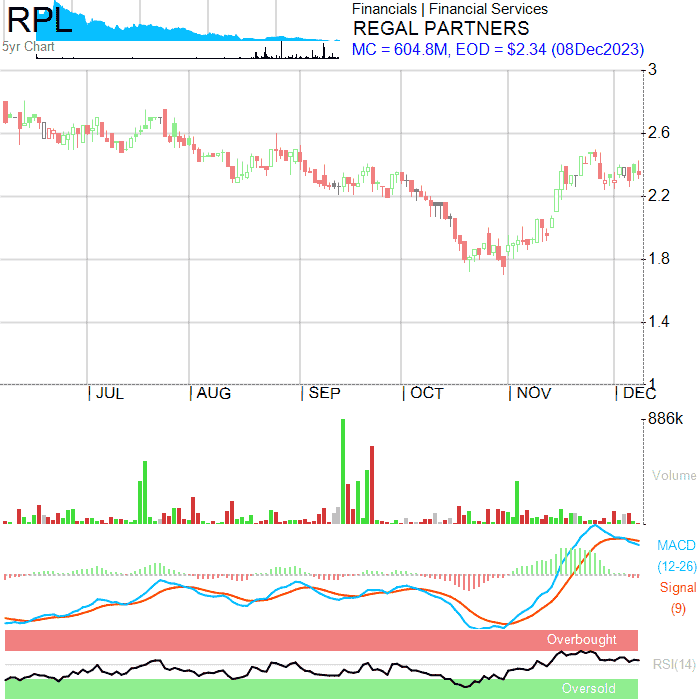 RPL
5yr Chart
Financials | Financial Services
REGAL PARTNERS
MC = 604.8M, EOD = $2.34 (08Dec2023)
3
2.6
2.2
1.8
1.4
1
JUL AUG SEP OCT NOV DEC
886k
Volume
MACD
(12-26)
Signal
(9)
Overbought
RSI(14)
Oversold